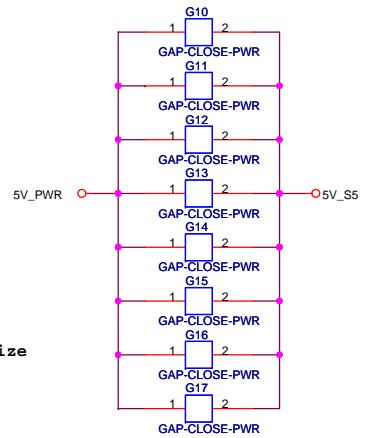 G10
1 2
GAP-CLOSE-PWR
G11
1 2
GAP-CLOSE-PWR
G12
1 2
GAP-CLOSE-PWR
G13
5V_PWR 1 2 5V_S5
GAP-CLOSE-PWR
G14
1 2
GAP-CLOSE-PWR
G15
1 2
GAP-CLOSE-PWR
G16
ize 1 2
GAP-CLOSE-PWR
G17
1 2
GAP-CLOSE-PWR